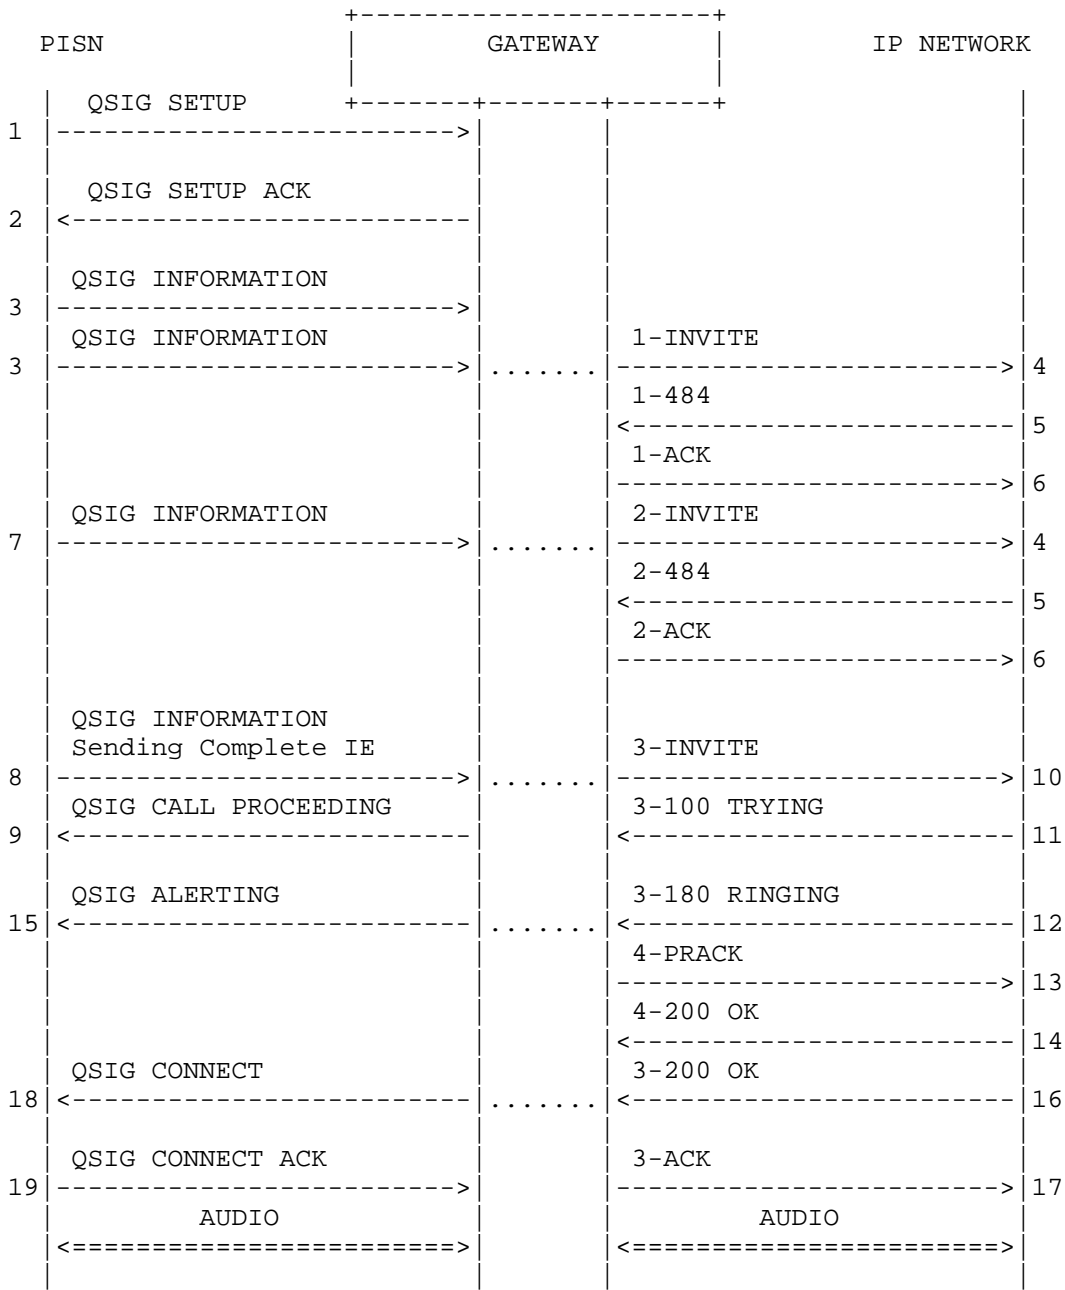 PISN GATEWAY IP NETWORK
QSIG SETUP
1
QSIG SETUP ACK
2
QSIG INFORMATION
3
QSIG INFORMATION 1-INVITE
3 ....... 4
1-484
5
1-ACK
6
QSIG INFORMATION 2-INVITE
7 ....... 4
2-484
5
2-ACK
6
QSIG INFORMATION
Sending Complete IE 3-INVITE
8 ....... 10
QSIG CALL PROCEEDING 3-100 TRYING
9 11
QSIG ALERTING 3-180 RINGING
15 ....... 12
4-PRACK
13
4-200 OK
14
QSIG CONNECT 3-200 OK
18 ....... 16
QSIG CONNECT ACK 3-ACK
19 17
AUDIO AUDIO